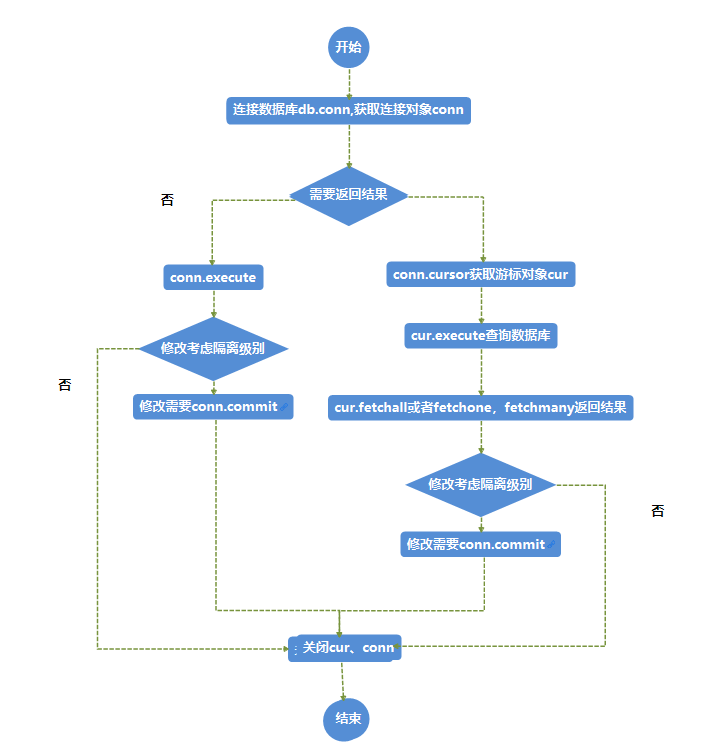 开始
连接数据库db.conn,获取连接对象conn
需要返回结果
否
conn.execute
conn.cursor获取游标对象cur
cur.execute查询数据库
修改考虑隔离级别
否
修改需要conn.commit
cur.fetchall或者fetchone，fetchmany返回结果
修改考虑隔离级别
否
修改需要conn.commit
关闭cur、conn
结束